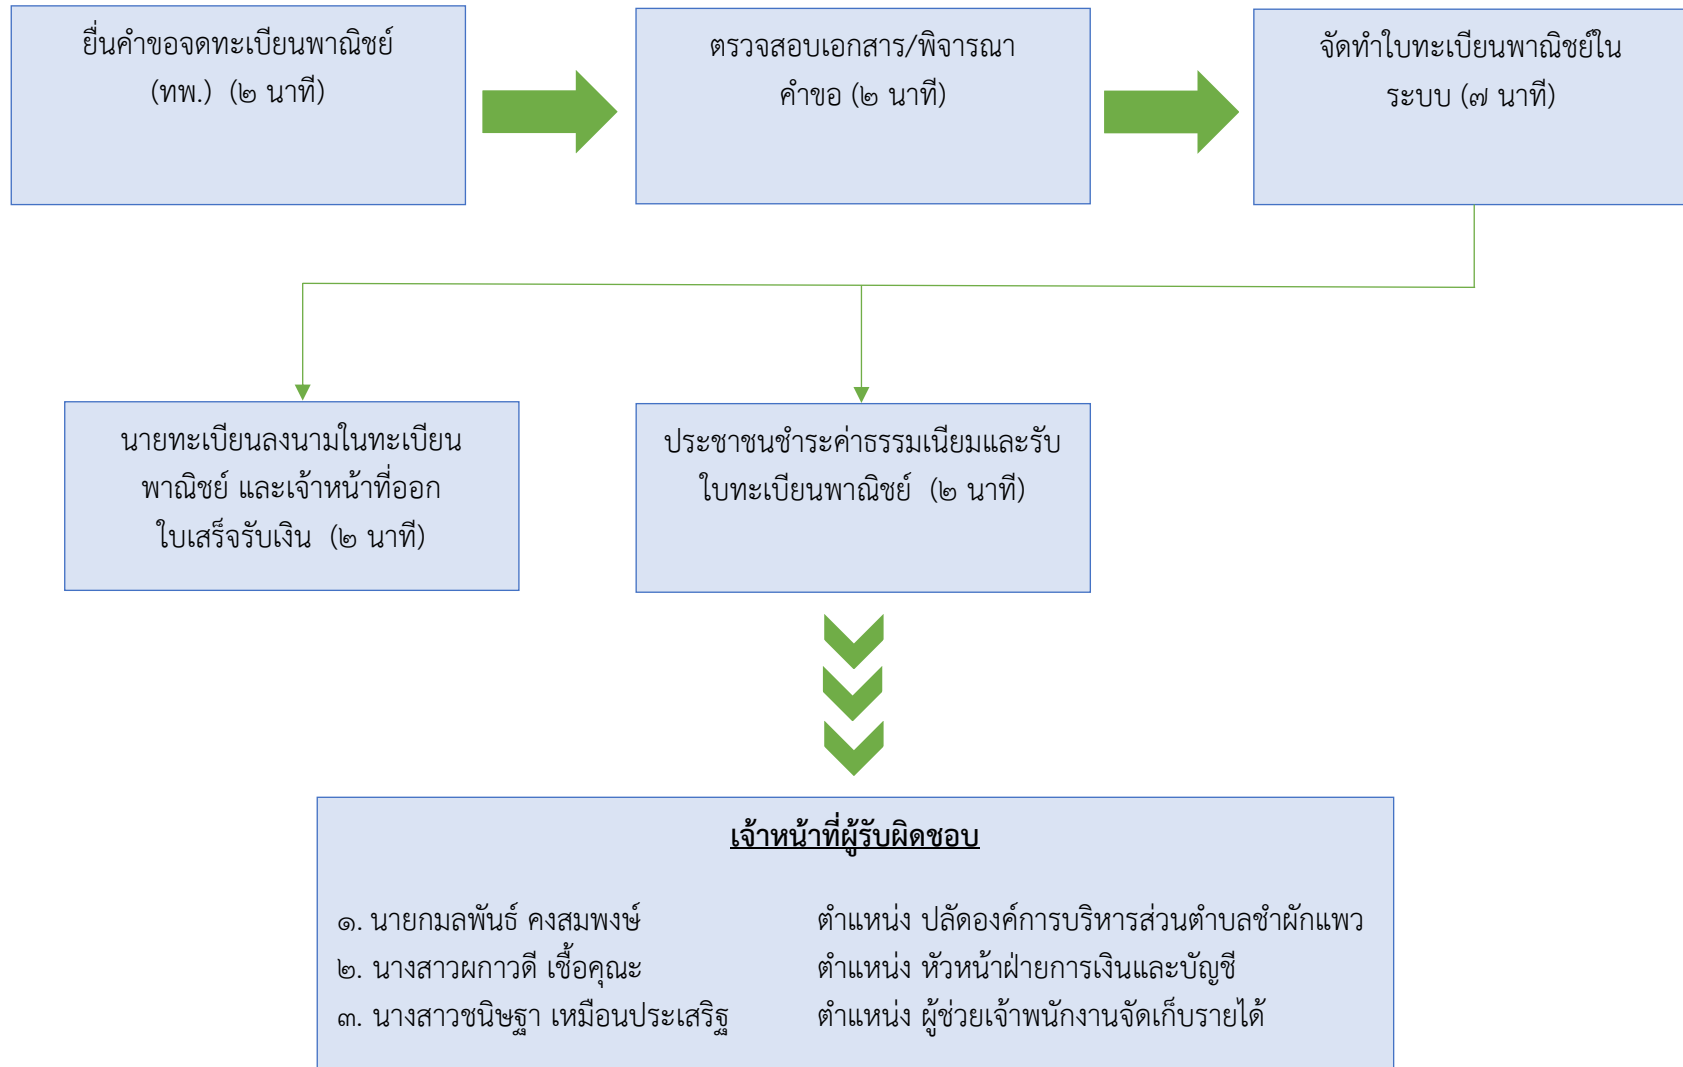 ยื่นคำขอจดทะเบียนพาณิชย์
(ทพ.) (๒ นาที)
ตรวจสอบเอกสาร/พิจารณา
คำขอ (๒ นาที)
จัดทำใบทะเบียนพาณิชย์ใน
ระบบ (๗ นาที)
นายทะเบียนลงนามในทะเบียน
พาณิชย์ และเจ้าหน้าที่ออก
ใบเสร็จรับเงิน (๒ นาที)
ประชาชนชำระค่าธรรมเนียมและรับ
ใบทะเบียนพาณิชย์ (๒ นาที)
เจ้าหน้าที่ผู้รับผิดชอบ
๑. นายกมลพันธ์ คงสมพงษ์ ตำแหน่ง ปลัดองค์การบริหารส่วนตำบลชำผักแพว
๒. นางสาวผกาวดี เชื้อคุณะ ตำแหน่ง หัวหน้าฝ่ายการเงินและบัญชี
๓. นางสาวชนิษฐา เหมือนประเสริฐ ตำแหน่ง ผู้ช่วยเจ้าพนักงานจัดเก็บรายได้